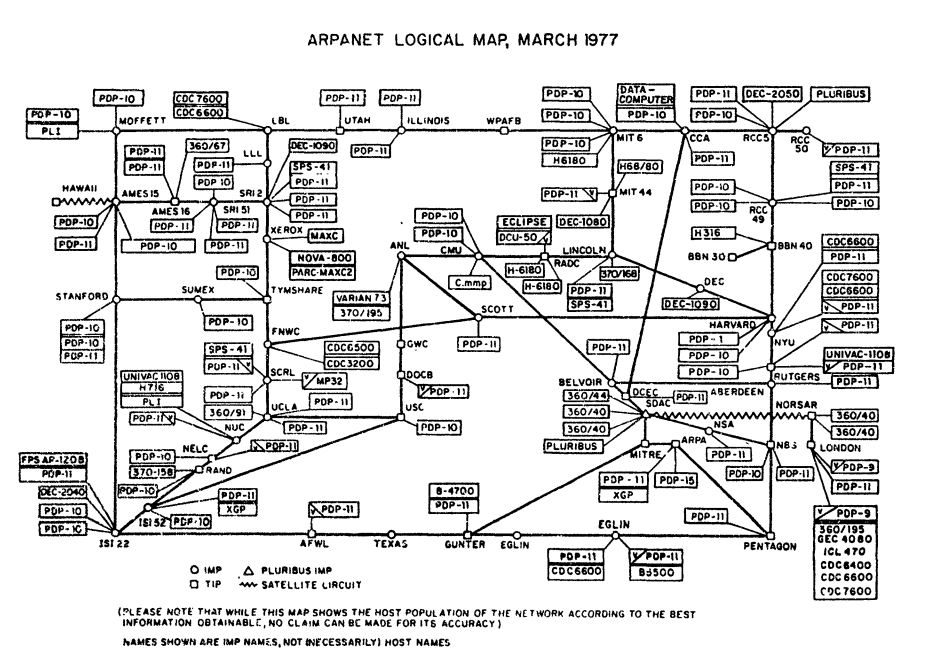 ARPANET LOGICAL MAP, MARCH 1977
PDP-10
PDP-10
PLI
MOFFETT
CDC7600
CDC6600
LBL
PDP-11
UTAH
PDP-11
ILLINOIS
PDP-11
WPAFB
PDP-10
PDP-10
PDP-10
H6180
MIT 6
DATA-
COMPUTER
PDP-10
CCA
PDP-11
PDP-11
PDP-10
DEC-2050
PLURIBUS
RCC5
RCC
50
PDP-11
HAWAII
AMES 15
PDP-11
PDP-11
360/67
AMES 16
PDP-11
PDP-10
PDP-11
PDP-10
LLL
PDP-11
PDP 10
SRI 51
PDP-11
PDP-11
SRI 2
DEC-1090
SPS-41
PDP-11
PDP-11
PDP-11
XEROX
MAXC
NOVA-800
PARC-MAXC2
H68/80
PDP-11
MIT 44
DEC-1080
SPS-41
PDP-11
PDP-10
PDP-10
PDP-10
RCC
49
H316
BBN 40
BBN 30
ANL
PDP-10
PDP-10
CMU
C.mmp
ECLIPSE
DCU-50
RADC
H-6180
H-6180
LINCOLN
370/168
PDP-11
SPS-41
DEC
DEC-1090
CDC6600
PDP-11
CDC7600
CDC6600
PDP-11
PDP-11
STANFORD
PDP-10
PDP-10
PDP-11
SUMEX
PDP-10
PDP-10
TYMSHARE
VARIAN 73
370/195
SCOTT
PDP-11
HARVARD
PDP-1
PDP-10
PDP-10
NYU
FNWC
CDC6500
CDC3200
GWC
SPS-41
PDP-11
PDP-11
SCRL
MP32
DOCB
PDP-11
PDP-11
BELVOIR
DCEC
PDP-11
ABERDEEN
UNIVAC-1108
PDP-11
PDP-11
RUTGERS
UNIVAC 1108
H716
PLI
PDP-11
NUC
360/91
UCLA
PDP-11
PDP-11
USC
PDP-10
360/44
360/40
360/40
PLURIBUS
SDAC
NORSAR
360/40
360/40
NSA
PDP-11
NBS
PDP-10
PDP-11
LONDON
PDP-9
PDP-11
NELC
PDP-10
370-158
RAND
PDP-10
MITRE
PDP-11
XGP
ARPA
PDP-15
FPS AP-120B
PDP-11
DEC-2040
PDP-10
PDP-10
ISI 22
ISI 52
PDP-11
XGP
PDP-10
PDP-11
AFWL
TEXAS
B-4700
PDP-11
GUNTER
EGLIN
EGLIN
PDP-11
CDC6600
PDP-11
B5500
PDP-11
PENTAGON
PDP-9
360/195
GEC 4080
ICL 470
CDC6400
CDC6600
CDC7600
IMP
PLURIBUS IMP
TIP
SATELLITE CIRCUIT
(PLEASE NOTE THAT WHILE THIS MAP SHOWS THE HOST POPULATION OF THE NETWORK ACCORDING TO THE BEST
INFORMATION OBTAINABLE, NO CLAIM CAN BE MADE FOR ITS ACCURACY)
NAMES SHOWN ARE IMP NAMES, NOT (NECESSARILY) HOST NAMES